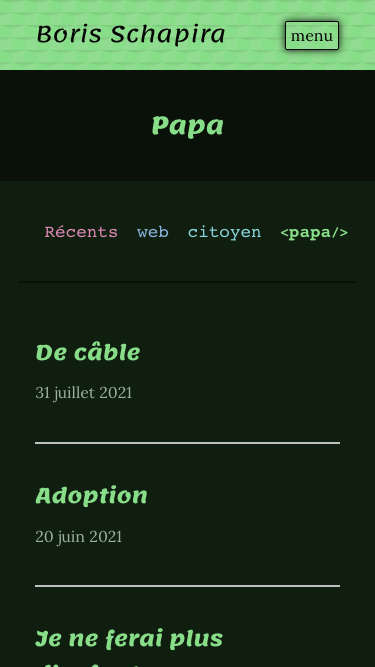 Boris Schapira
menu
Papa
Récents web citoyen <papa/>
De câble
31 juillet 2021
Adoption
20 juin 2021
Je ne ferai plus